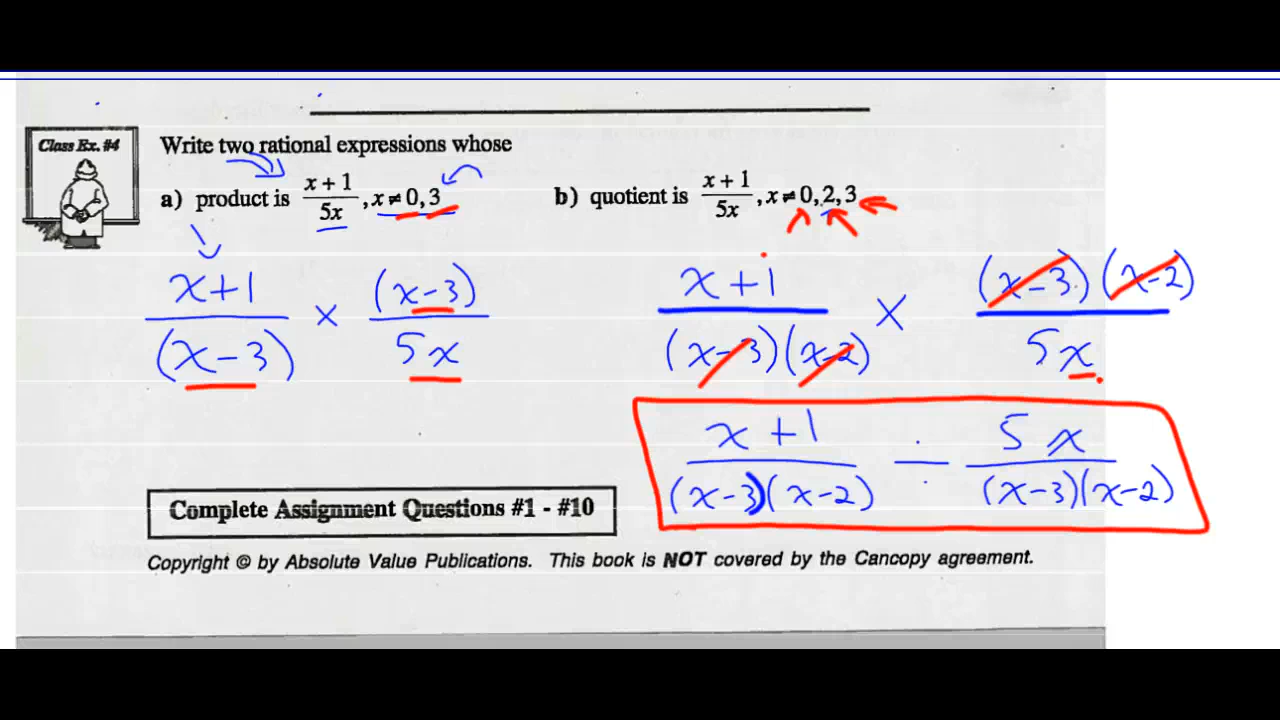 Class Ex. #4
Write two rational expressions whose
a) product is (x + 1)/(5x), x ≠ 0, 3
b) quotient is (x + 1)/(5x), x ≠ 0, 2, 3
(x+1)/(x-3) × (x-3)/(5x)
(x+1)/((x-3)(x-2)) × ((x-3)(x-2))/(5x)
(x+1)/((x-3)(x-2)) ÷ (5x)/((x-3)(x-2))
Complete Assignment Questions #1 - #10
Copyright © by Absolute Value Publications. This book is NOT covered by the Cancopy agreement.